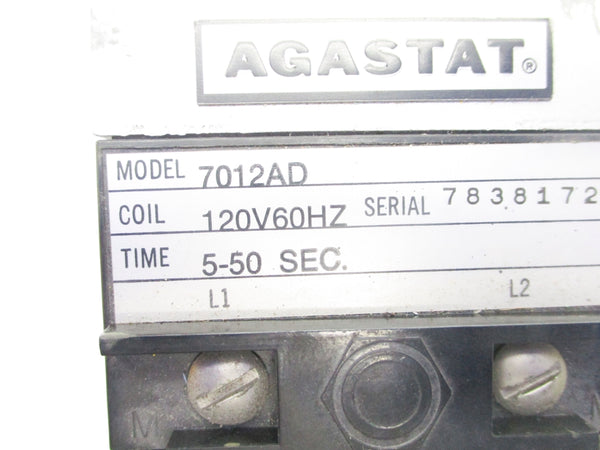 AGASTAT®
MODEL 7012AD
COIL 120V60HZ SERIAL 7838172
TIME 5-50 SEC.
L1 L2
M